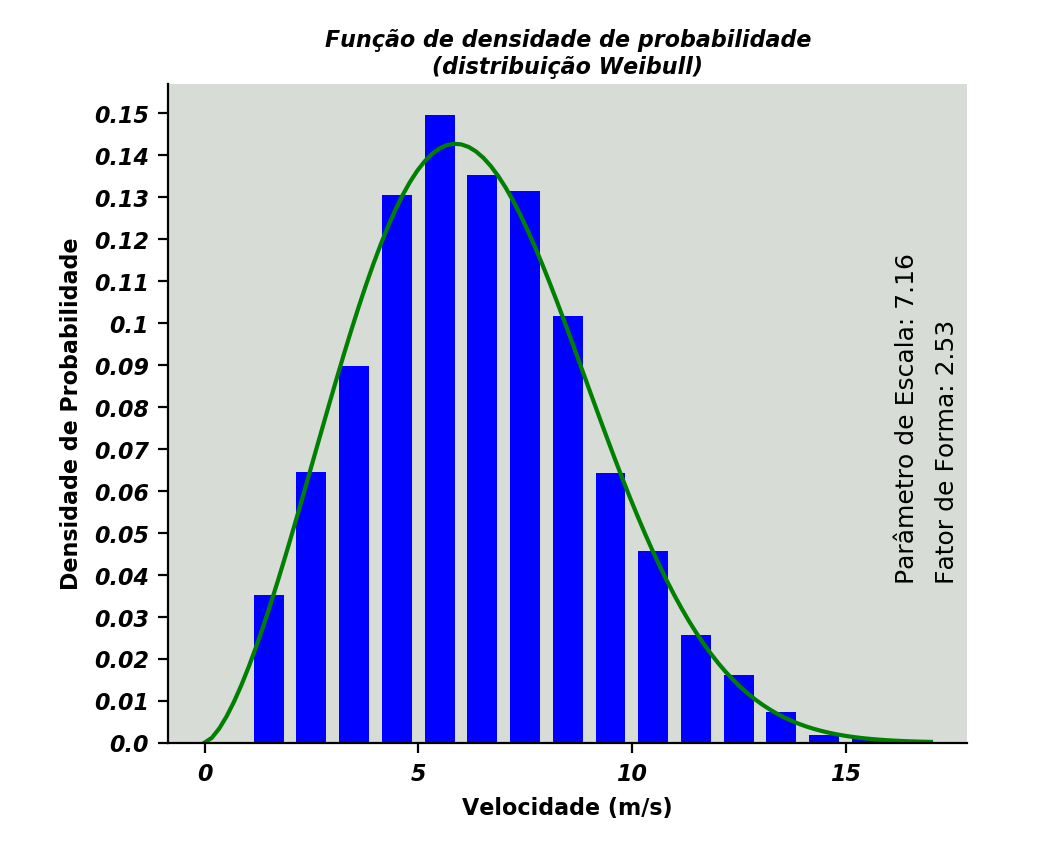 Função de densidade de probabilidade
(distribuição Weibull)
Densidade de Probabilidade
0.15
0.14
0.13
0.12
0.11
0.1
0.09
0.08
0.07
0.06
0.05
0.04
0.03
0.02
0.01
0.0
Parâmetro de Escala: 7.16
Fator de Forma: 2.53
0 5 10 15
Velocidade (m/s)